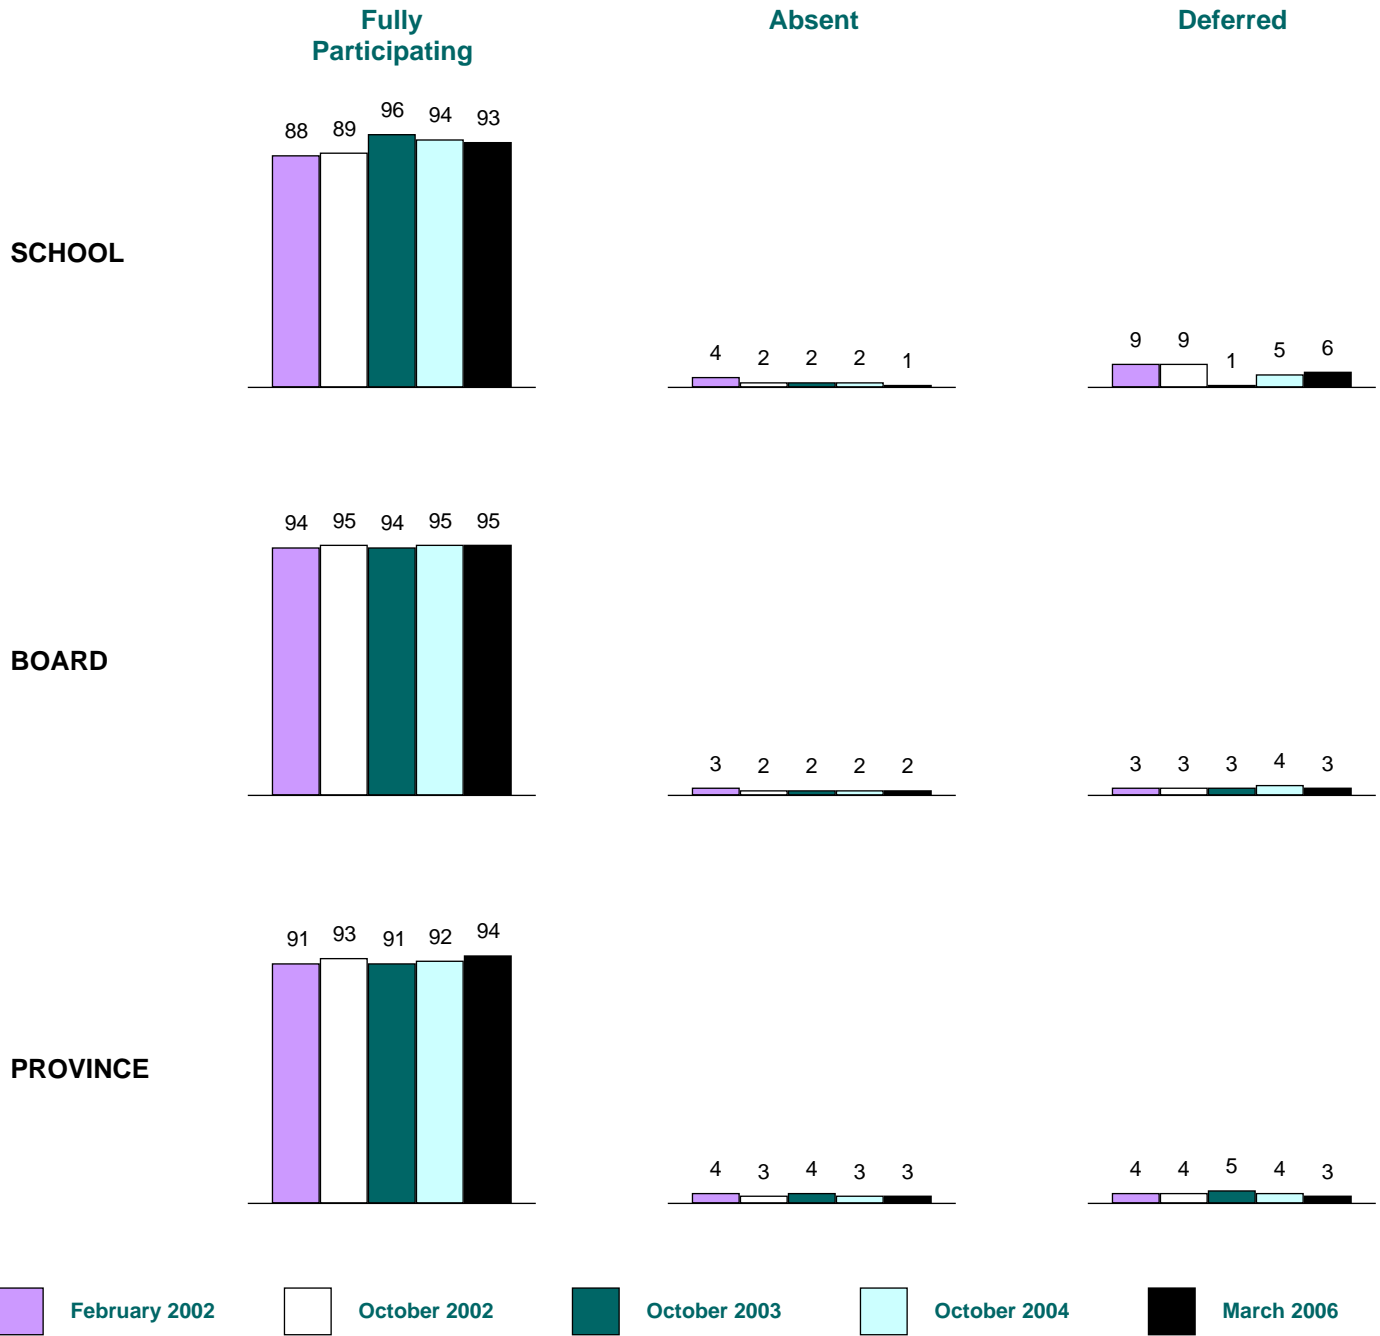 Fully
Participating
Absent
Deferred
SCHOOL
88 89 96 94 93
4 2 2 2 1
9 9 1 5 6
BOARD
94 95 94 95 95
3 2 2 2 2
3 3 3 4 3
PROVINCE
91 93 91 92 94
4 3 4 3 3
4 4 5 4 3
February 2002
October 2002
October 2003
October 2004
March 2006